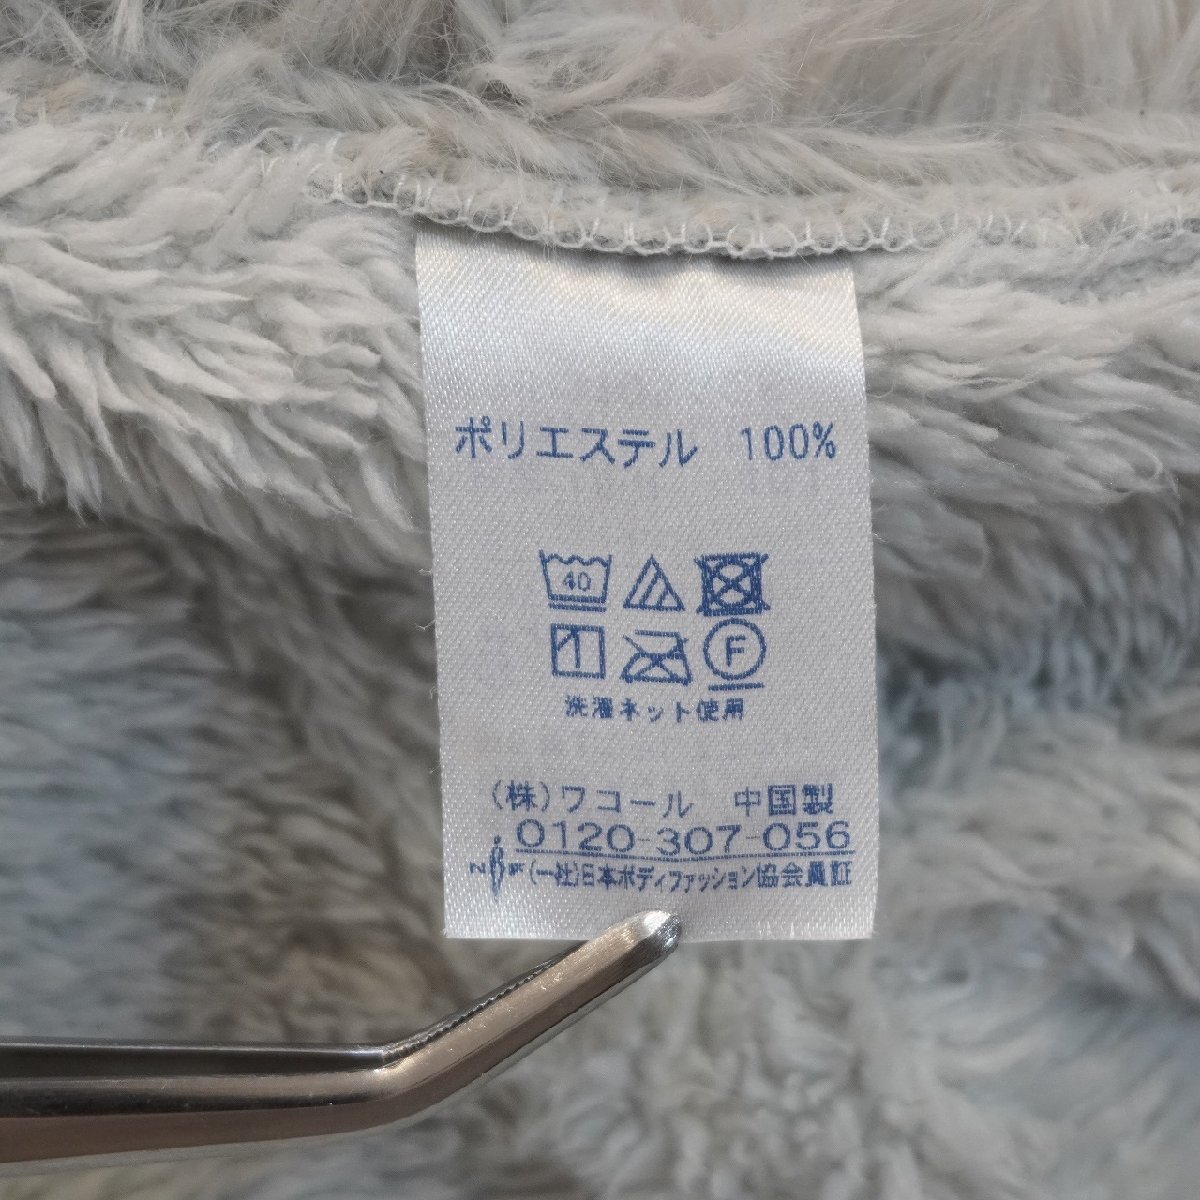 ポリエステル 100%
40
F
洗濯ネット使用
(株)ワコール 中国製
0120-307-056
NBF (一社)日本ボディファッション協会員証